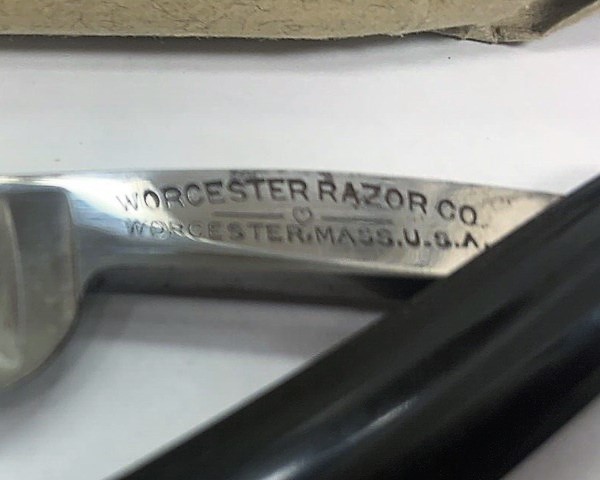 WORCESTER RAZOR CO.
WORCESTER, MASS. U.S.A.